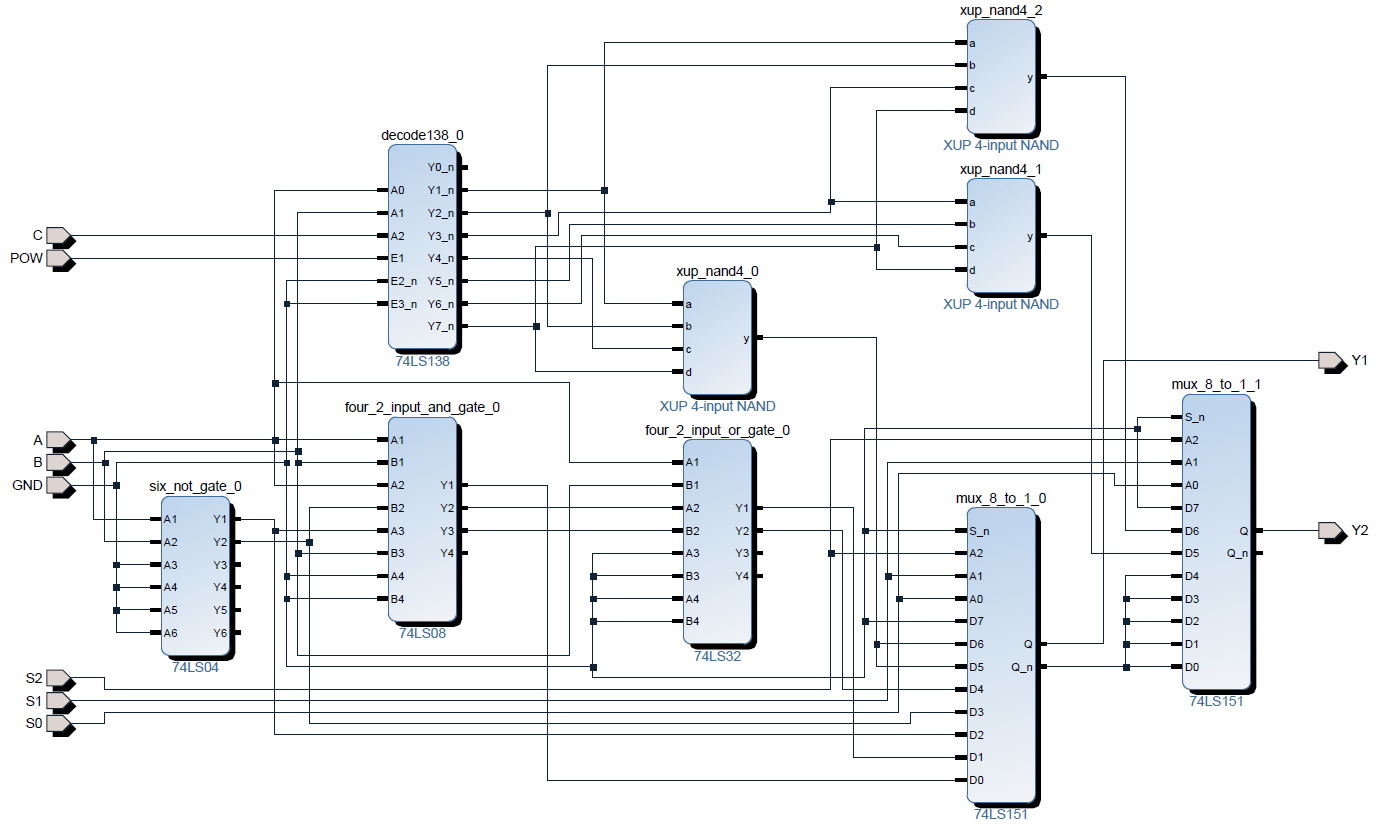 xup_nand4_2
a
b
c
d
y
XUP 4-input NAND
xup_nand4_1
a
b
c
d
y
XUP 4-input NAND
decode138_0
A0
A1
A2
E1
E2_n
E3_n
Y0_n
Y1_n
Y2_n
Y3_n
Y4_n
Y5_n
Y6_n
Y7_n
74LS138
C
POW
xup_nand4_0
a
b
c
d
y
XUP 4-input NAND
A
B
GND
six_not_gate_0
A1
A2
A3
A4
A5
A6
Y1
Y2
Y3
Y4
Y5
Y6
74LS04
four_2_input_and_gate_0
A1
B1
A2
B2
A3
B3
A4
B4
Y1
Y2
Y3
Y4
74LS08
four_2_input_or_gate_0
A1
B1
A2
B2
A3
B3
A4
B4
Y1
Y2
Y3
Y4
74LS32
mux_8_to_1_0
S_n
A2
A1
A0
D7
D6
D5
D4
D3
D2
D1
D0
Q
Q_n
74LS151
mux_8_to_1_1
S_n
A2
A1
A0
D7
D6
D5
D4
D3
D2
D1
D0
Q
Q_n
74LS151
Y1
Y2
S2
S1
S0